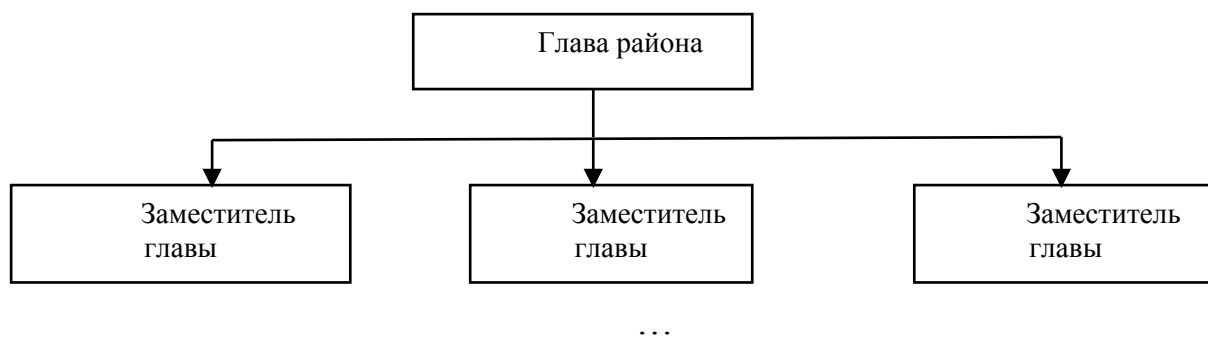 Глава района
Заместитель
главы
Заместитель
главы
Заместитель
главы
...